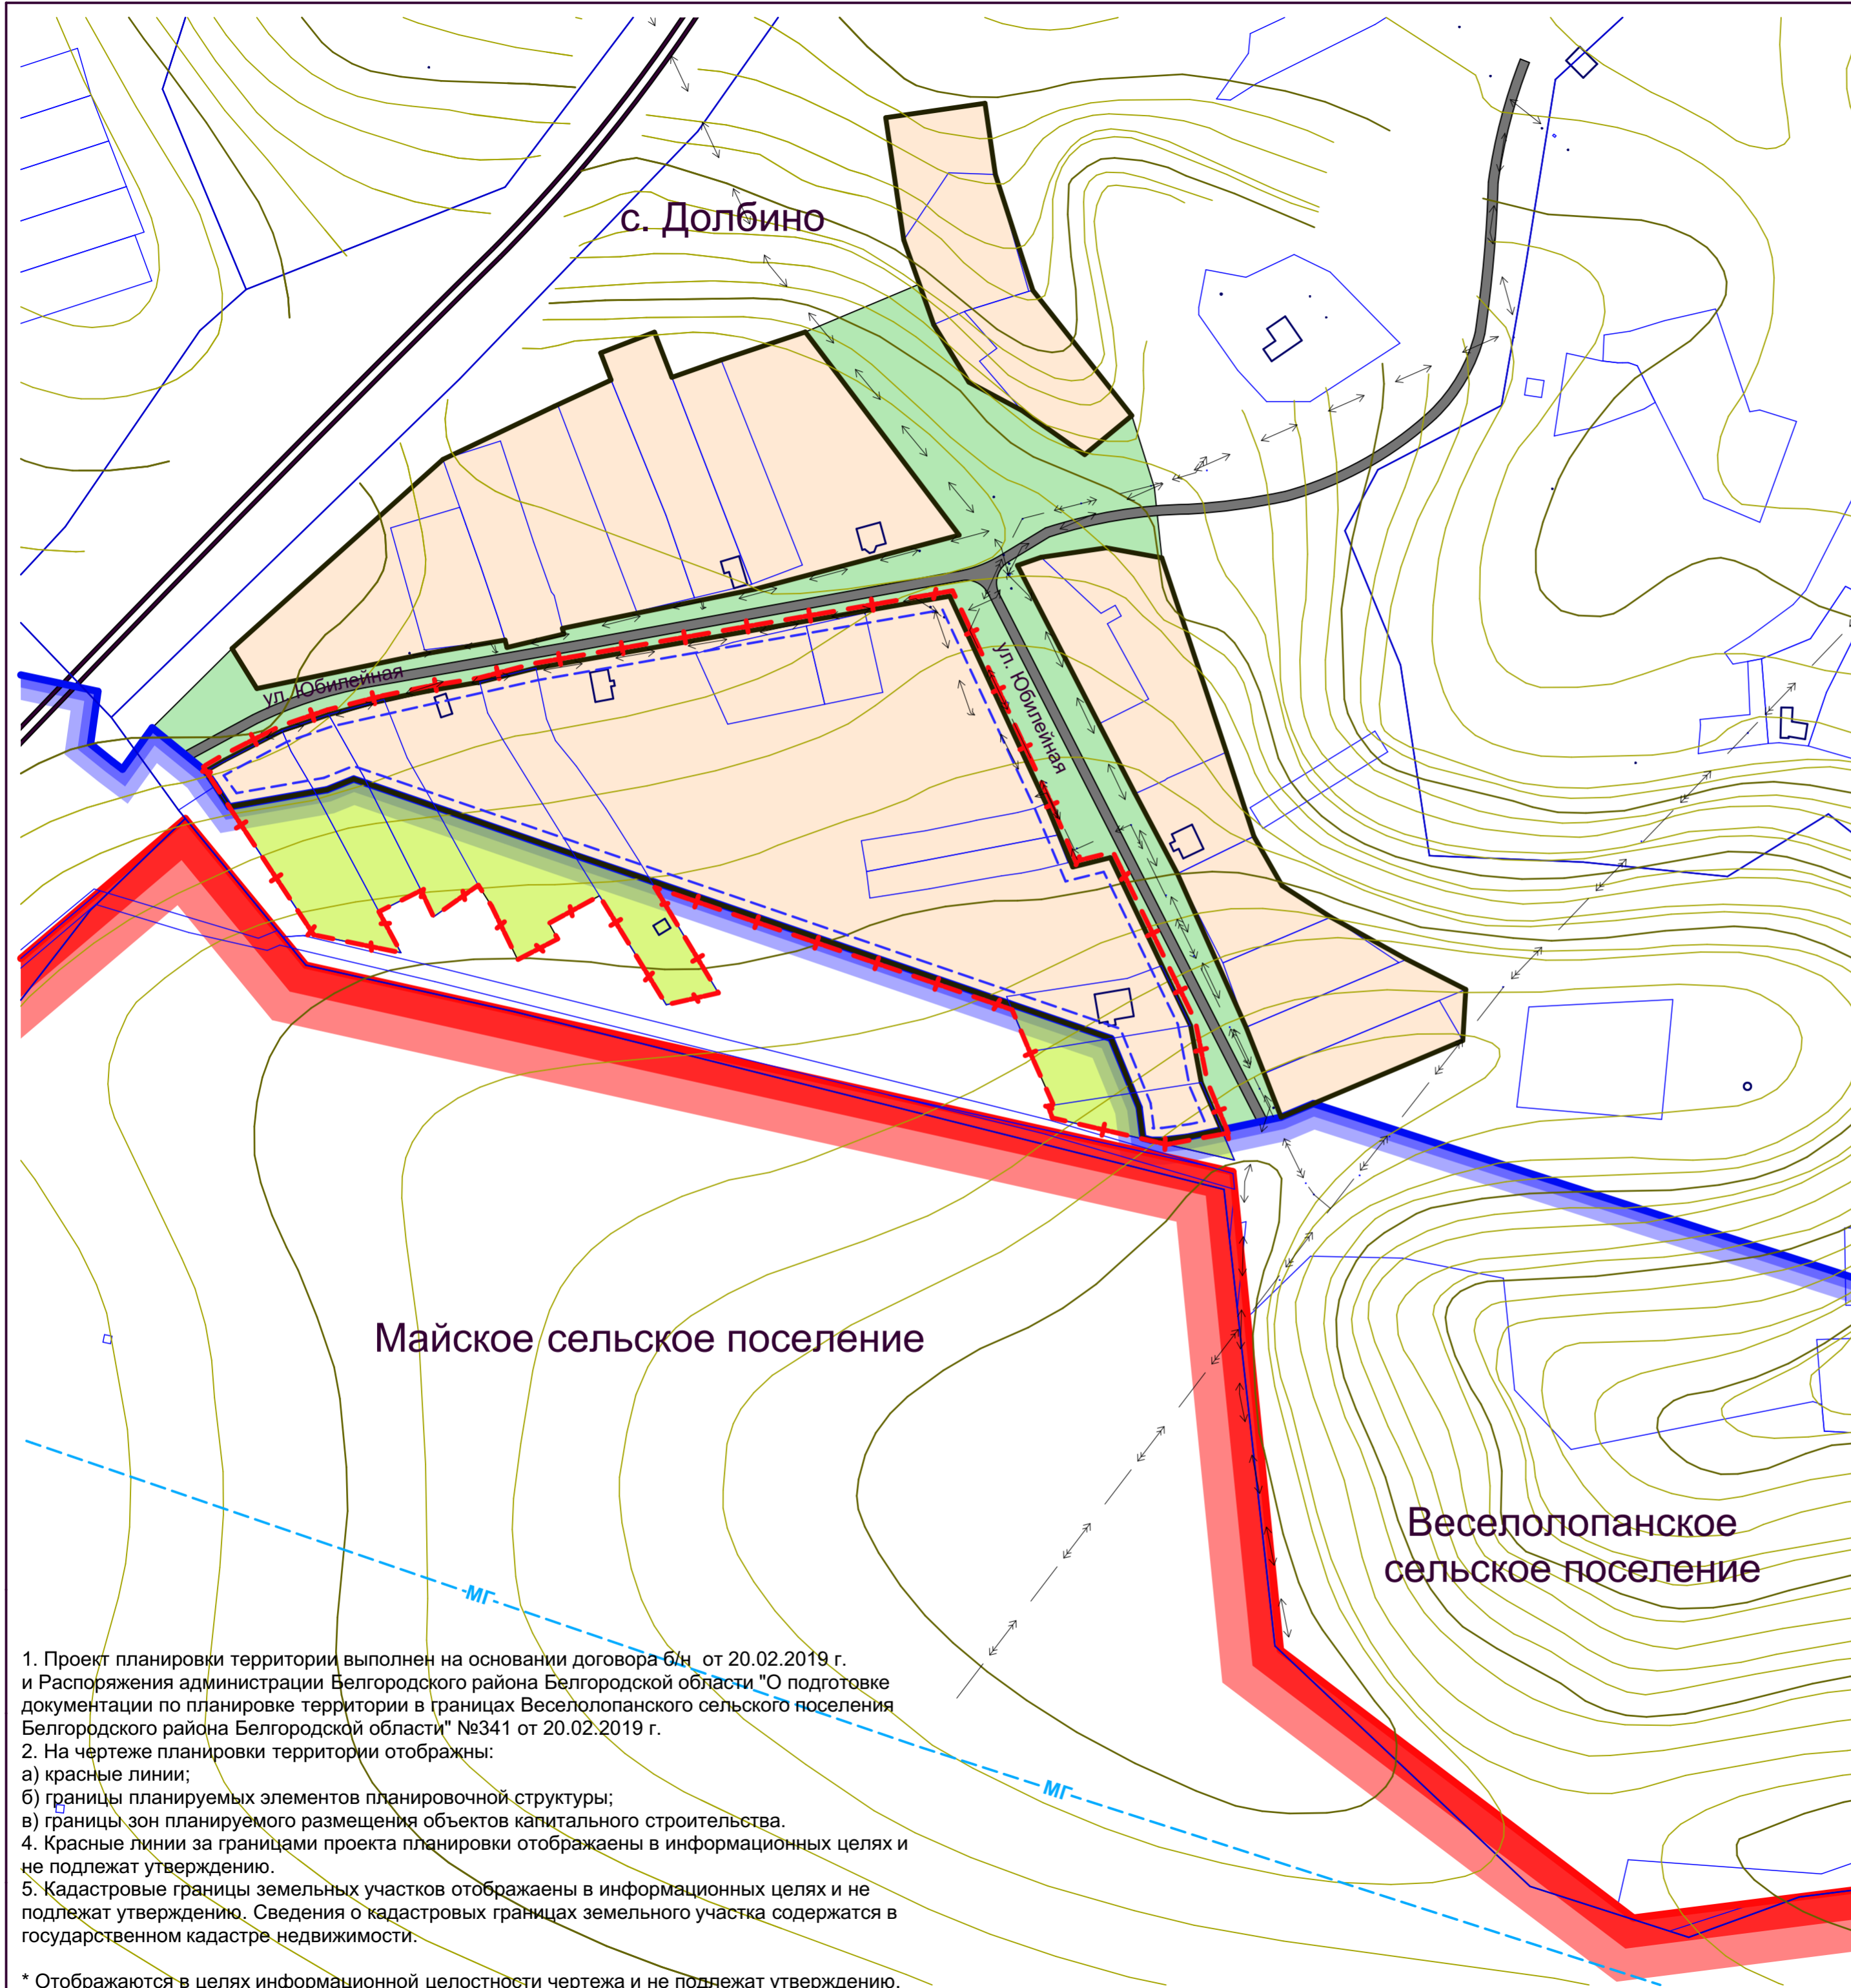 с. Долбино
ул. Юбилейная
ул. Юбилейная
Майское сельское поселение
Веселолопанское
сельское поселение
МГ
МГ
1. Проект планировки территории выполнен на основании договора б/н от 20.02.2019 г.
и Распоряжения администрации Белгородского района Белгородской области "О подготовке
документации по планировке территории в границах Веселолопанского сельского поселения
Белгородского района Белгородской области" №341 от 20.02.2019 г.
2. На чертеже планировки территории отображны:
а) красные линии;
б) границы планируемых элементов планировочной структуры;
в) границы зон планируемого размещения объектов капитального строительства.
4. Красные линии за границами проекта планировки отображаены в информационных целях и
не подлежат утверждению.
5. Кадастровые границы земельных участков отображаены в информационных целях и не
подлежат утверждению. Сведения о кадастровых границах земельного участка содержатся в
государственном кадастре недвижимости.
* Отображаются в целях информационной целостности чертежа и не подлежат утверждению.